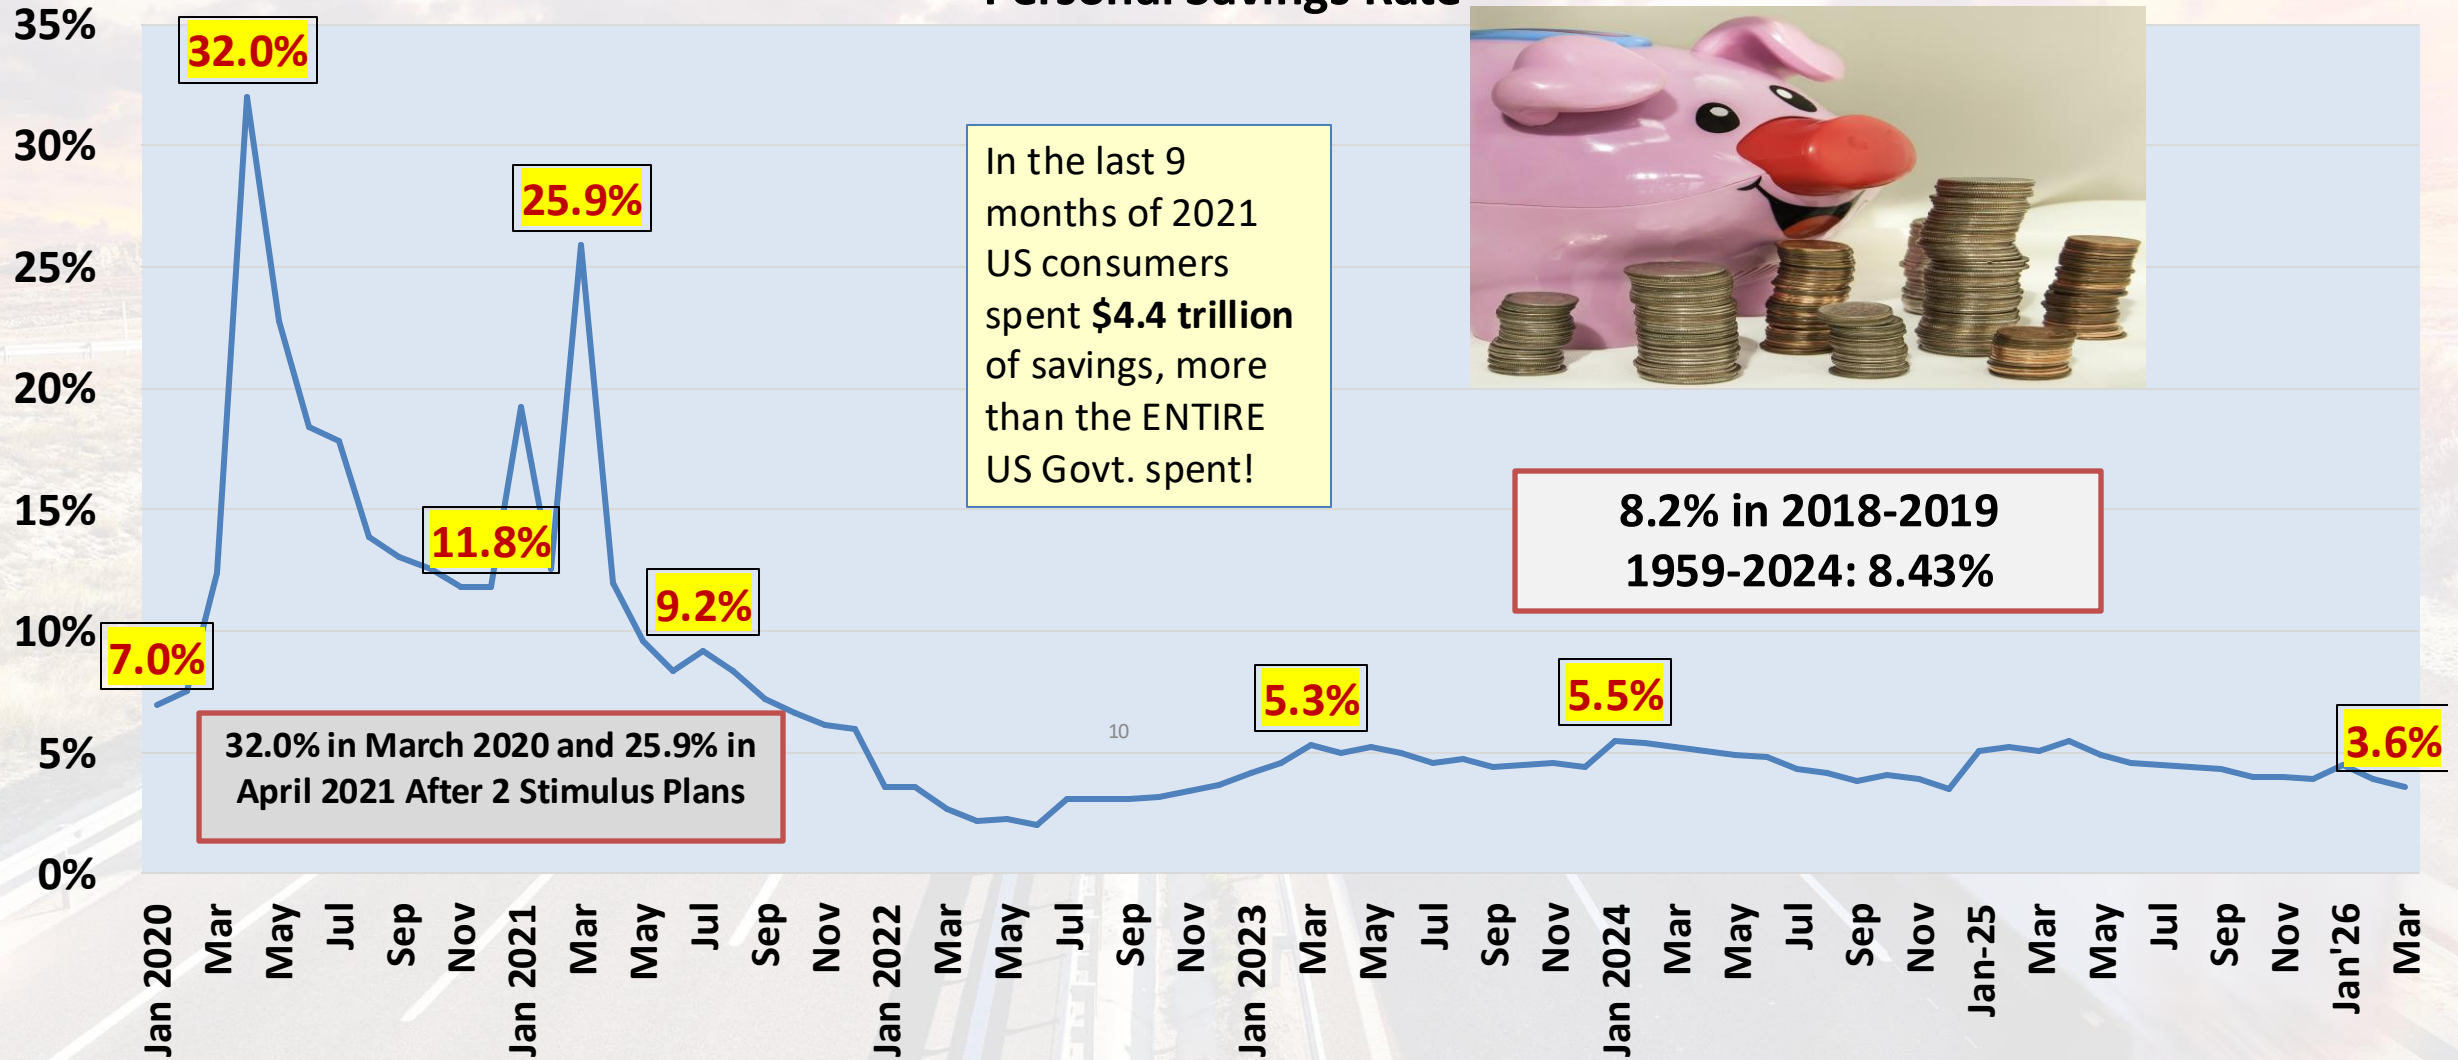 Personal Savings Rate
35%
30%
25%
20%
15%
10%
5%
0%
32.0%
25.9%
11.8%
9.2%
7.0%
5.3%
5.5%
3.6%
In the last 9
months of 2021
US consumers
spent $4.4 trillion
of savings, more
than the ENTIRE
US Govt. spent!
8.2% in 2018-2019
1959-2024: 8.43%
32.0% in March 2020 and 25.9% in
April 2021 After 2 Stimulus Plans
10
Jan 2020
Mar
May
Jul
Sep
Nov
Jan 2021
Mar
May
Jul
Sep
Nov
Jan 2022
Mar
May
Jul
Sep
Nov
Jan 2023
Mar
May
Jul
Sep
Nov
Jan 2024
Mar
May
Jul
Sep
Nov
Jan-25
Mar
May
Jul
Sep
Nov
Jan'26
Mar